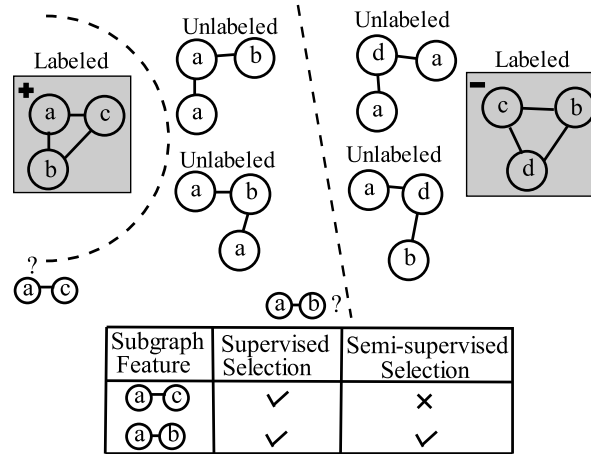 Labeled
+
a
c
b
Unlabeled
a
b
a
Unlabeled
a
b
a
Unlabeled
d
a
a
Unlabeled
a
d
b
Labeled
-
c
b
d
?
a c
a b ?
Subgraph Feature
Supervised Selection
Semi-supervised Selection
a c ✓ ×
a b ✓ ✓